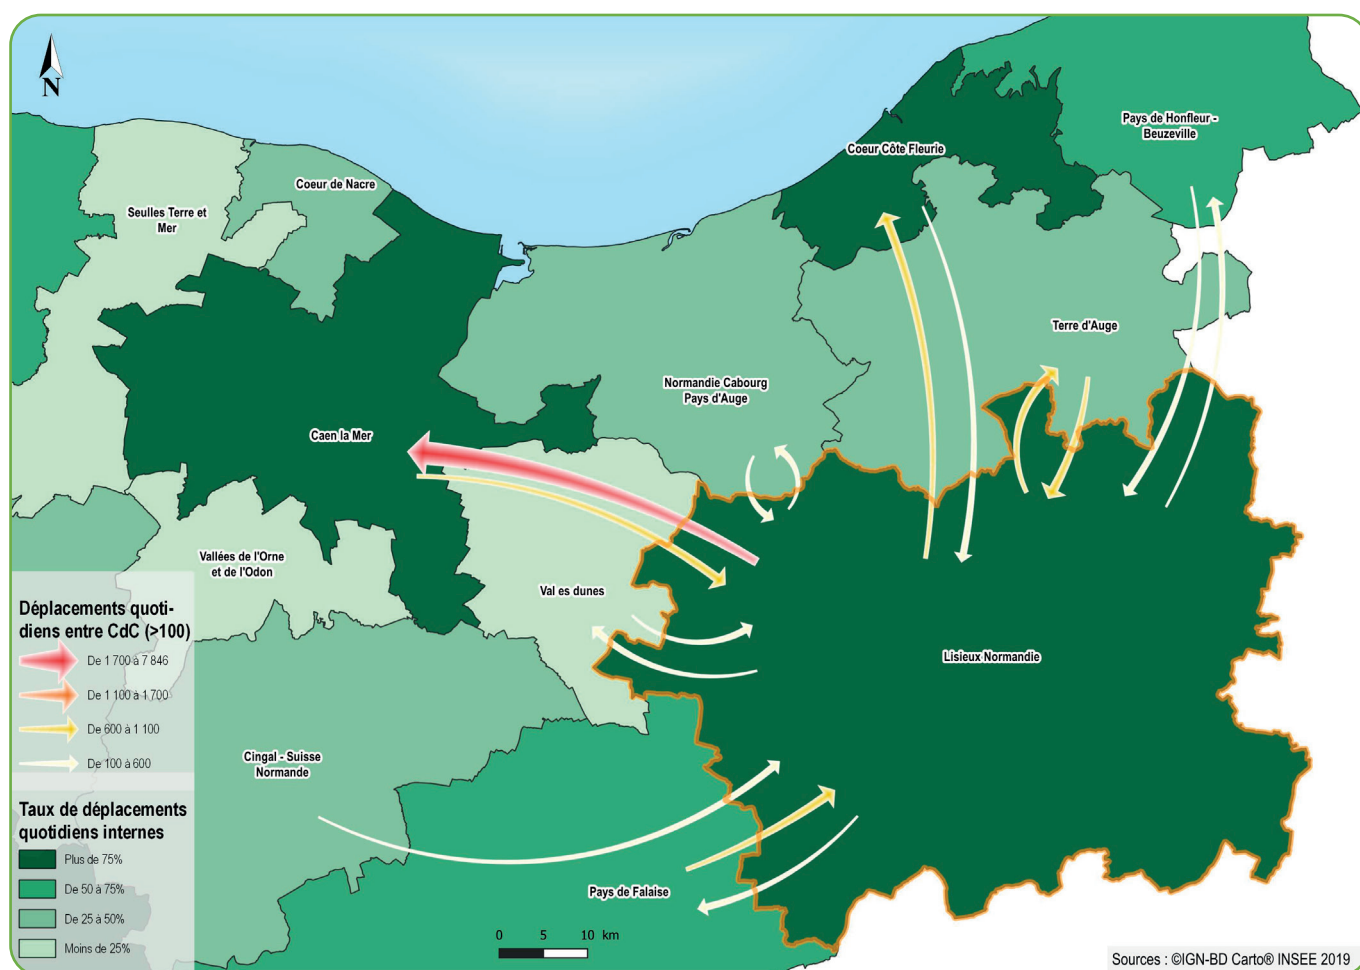 N
Pays de Honfleur -
Beuzeville
Coeur Côte Fleurie
Coeur de Nacre
Seulles Terre et
Mer
Terre d'Auge
Normandie Cabourg
Pays d'Auge
Caen la Mer
Vallées de l'Orne
et de l'Odon
Val es dunes
Lisieux Normandie
Cingal - Suisse
Normande
Pays de Falaise
Déplacements quoti-
diens entre CdC (>100)
De 1 700 à 7 846
De 1 100 à 1 700
De 600 à 1 100
De 100 à 600
Taux de déplacements
quotidiens internes
Plus de 75%
De 50 à 75%
De 25 à 50%
Moins de 25%
0 5 10 km
Sources : ©IGN-BD Carto® INSEE 2019